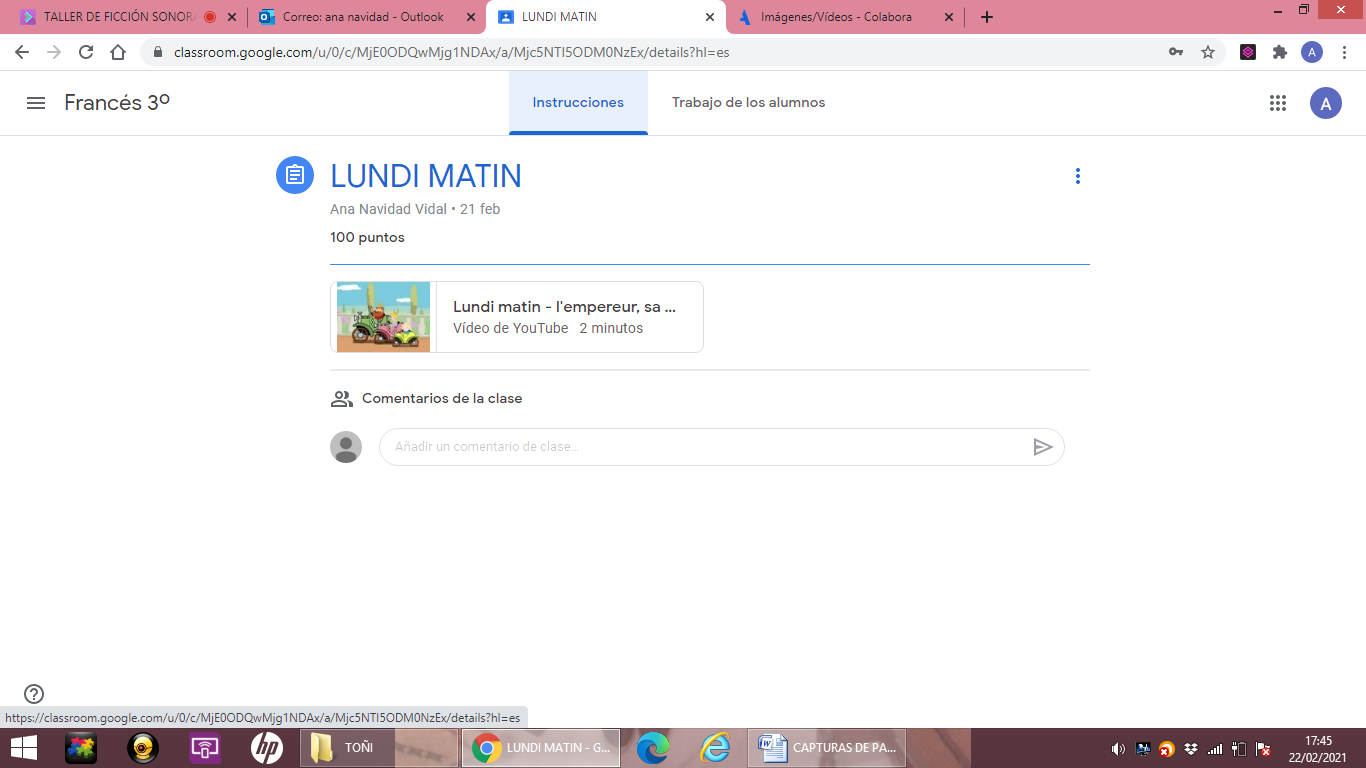 TALLER DE FICCIÓN SONOR
Correo: ana navidad - Outlook
LUNDI MATIN
Imágenes/Vídeos - Colabora
classroom.google.com/u/0/c/MjE0ODQwMjg1NDAx/a/Mjc5NTI5ODM0NzEx/details?hl=es
A
Francés 3º
Instrucciones
Trabajo de los alumnos
A
LUNDI MATIN
Ana Navidad Vidal • 21 feb
100 puntos
Lundi matin - l'empereur, sa ...
Vídeo de YouTube 2 minutos
Comentarios de la clase
Añadir un comentario de clase...
https://classroom.google.com/u/0/c/MjE0ODQwMjg1NDAx/a/Mjc5NTI5ODM0NzEx/details?hl=es
hp
TOÑI
LUNDI MATIN - G...
CAPTURAS DE PA...
17:45
22/02/2021